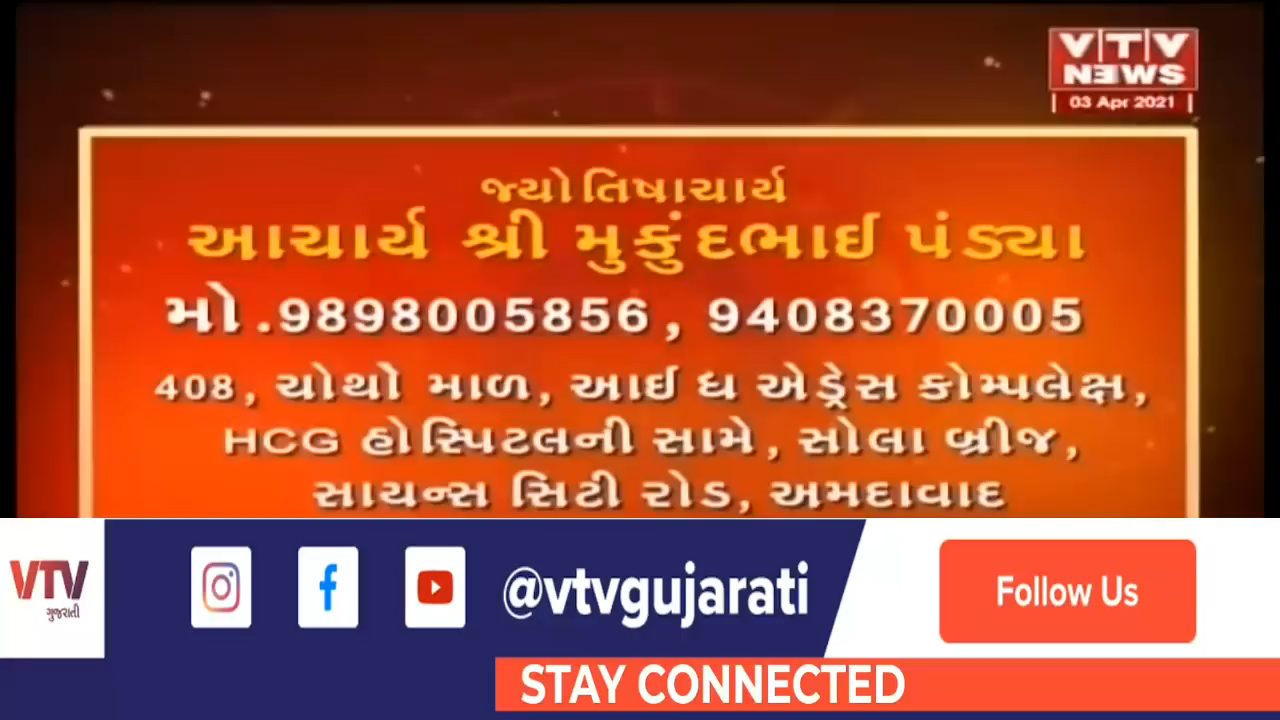 VTV
NEWS
03 Apr 2021
જ્યોતિષાચાર્ય
આચાર્ય શ્રી મુકુંદભાઈ પંડ્યા
મો.9898005856, 9408370005
408, ચોથો માળ, આઈ ધ એડ્રેસ કોમ્પલેક્ષ,
HCG હોસ્પિટલની સામે, સોલા બ્રીજ,
સાયન્સ સિટી રોડ, અમદાવાદ
VTV
ગુજરાતી
@vtvgujarati
Follow Us
STAY CONNECTED